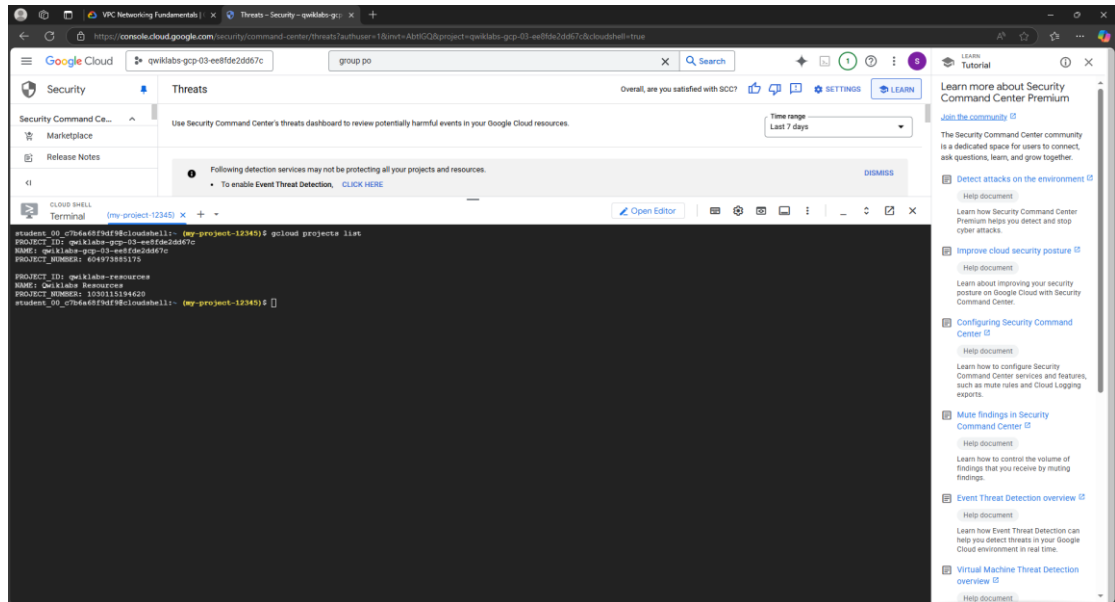 VPC Networking Fundamentals |
Threats – Security – qwiklabs-gcp
https://console.cloud.google.com/security/command-center/threats?authuser=1&invt=AbtIGQ&project=qwiklabs-gcp-03-ee8fde2dd67c&cloudshell=true
Google Cloud
qwiklabs-gcp-03-ee8fde2dd67c
group po
Search
1
S
Security
Threats
Overall, are you satisfied with SCC?
SETTINGS
LEARN
Security Command Ce...
Marketplace
Release Notes
Use Security Command Center's threats dashboard to review potentially harmful events in your Google Cloud resources.
Time range
Last 7 days
Following detection services may not be protecting all your projects and resources.
• To enable Event Threat Detection, CLICK HERE
DISMISS
CLOUD SHELL
Terminal
(my-project-12345)
Open Editor
student_00_c7b6a68f9df9@cloudshell:~ (my-project-12345)$ gcloud projects list
PROJECT_ID: qwiklabs-gcp-03-ee8fde2dd67c
NAME: qwiklabs-gcp-03-ee8fde2dd67c
PROJECT_NUMBER: 604973885175
PROJECT_ID: qwiklabs-resources
NAME: Qwiklabs Resources
PROJECT_NUMBER: 1030115194620
student_00_c7b6a68f9df9@cloudshell:~ (my-project-12345)$
LEARN
Tutorial
Learn more about Security
Command Center Premium
Join the community
The Security Command Center community
is a dedicated space for users to connect,
ask questions, learn, and grow together.
Detect attacks on the environment
Help document
Learn how Security Command Center
Premium helps you detect and stop
cyber attacks.
Improve cloud security posture
Help document
Learn about improving your security
posture on Google Cloud with Security
Command Center.
Configuring Security Command
Center
Help document
Learn how to configure Security
Command Center services and features,
such as mute rules and Cloud Logging
exports.
Mute findings in Security
Command Center
Help document
Learn how to control the volume of
findings that you receive by muting
findings.
Event Threat Detection overview
Help document
Learn how Event Threat Detection can
help you detect threats in your Google
Cloud environment in real time.
Virtual Machine Threat Detection
overview
Help document